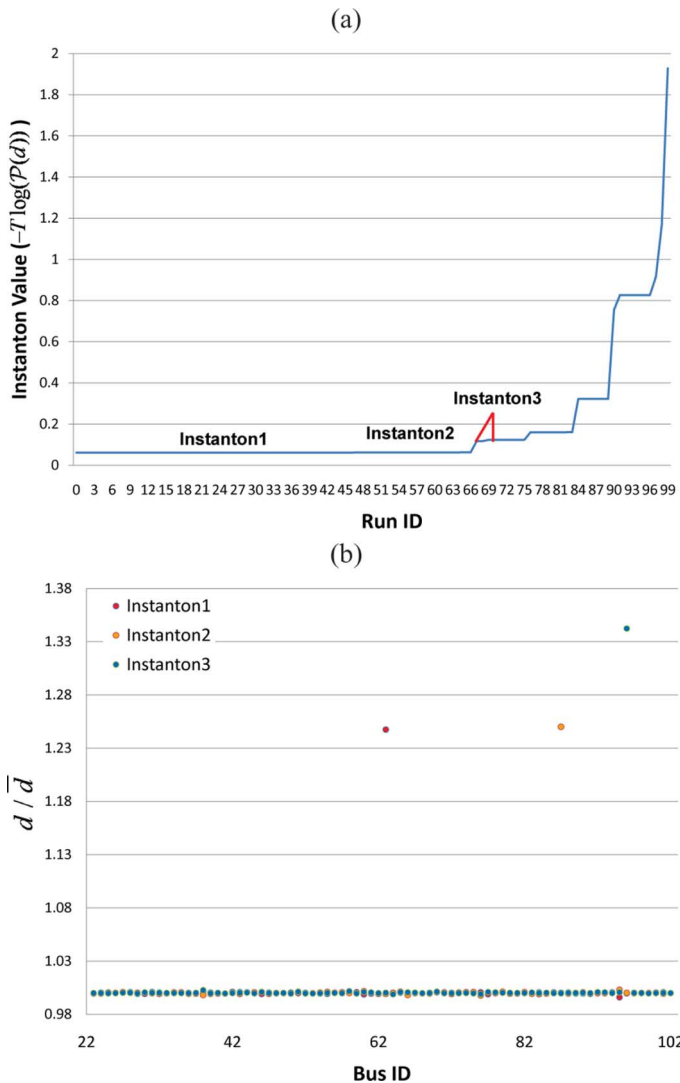 (a)
Instanton Value (−T log(P(d)) )
2
1.8
1.6
1.4
1.2
1
0.8
0.6
0.4
0.2
0
Instanton1
Instanton2
Instanton3
0 3 6 9 12 15 18 21 24 27 30 33 36 39 42 45 48 51 54 57 60 63 66 69 72 75 78 81 84 87 90 93 96 99
Run ID
(b)
d / d̅
1.38
1.33
1.28
1.23
1.18
1.13
1.08
1.03
0.98
Instanton1
Instanton2
Instanton3
22 42 62 82 102
Bus ID